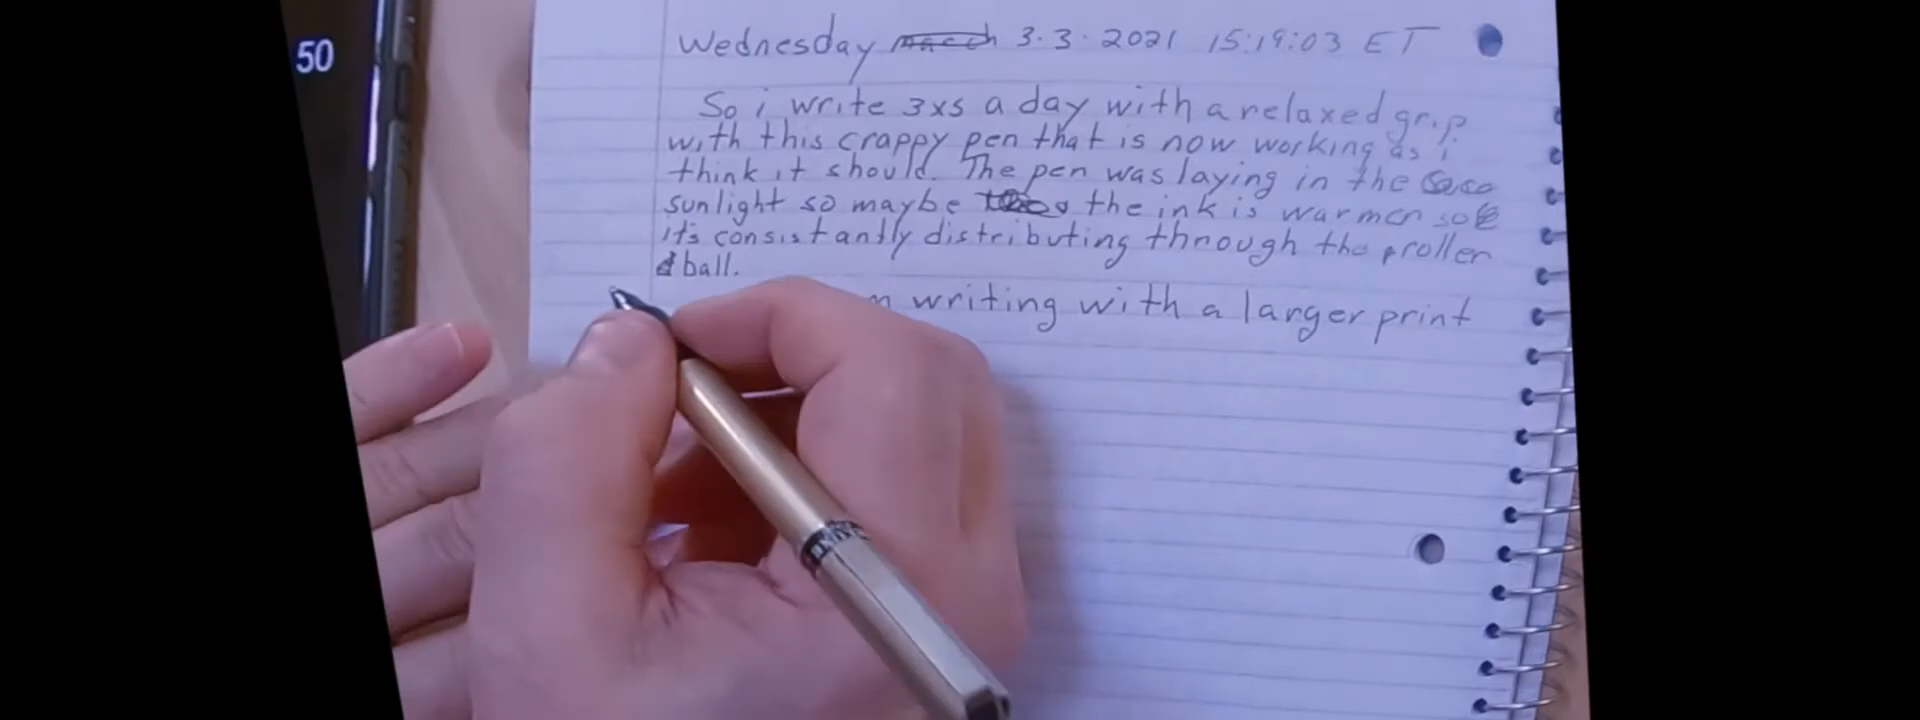 50
Wednesday 3.3.2021 15:19:03 ET
So i write 3xs a day with a relaxed grip
with this crappy pen that is now working as i
think it should. The pen was laying in the
sunlight so maybe the ink is warmer so
it's consistantly distributing through the roller
ball.
writing with a larger print